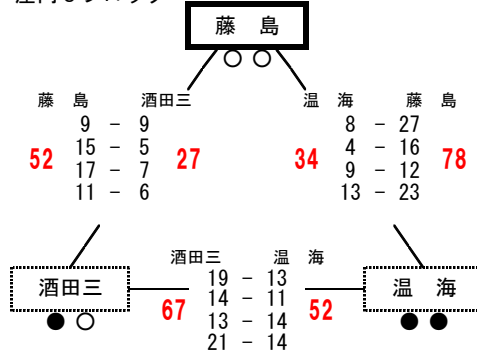 藤 島
○ ○
藤 島 酒田三
52 27
9 - 9
15 - 5
17 - 7
11 - 6
温 海 藤 島
34 78
8 - 27
4 - 16
9 - 12
13 - 23
酒田三 温 海
67 52
19 - 13
14 - 11
13 - 14
21 - 14
酒田三
● ○
温 海
● ●